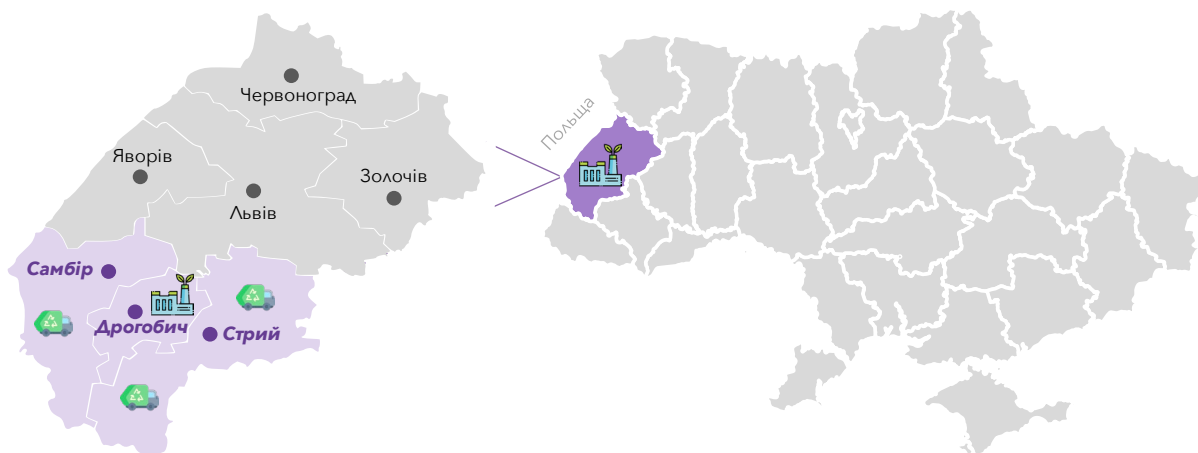 Червоноград
Польща
Яворів
Золочів
Львів
Самбір
Дрогобич
Стрий